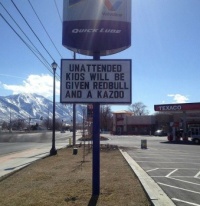 QUICK LUBE
UNATTENDED
KIDS WILL BE
GIVEN REDBULL
AND A KAZOO
TEXACO